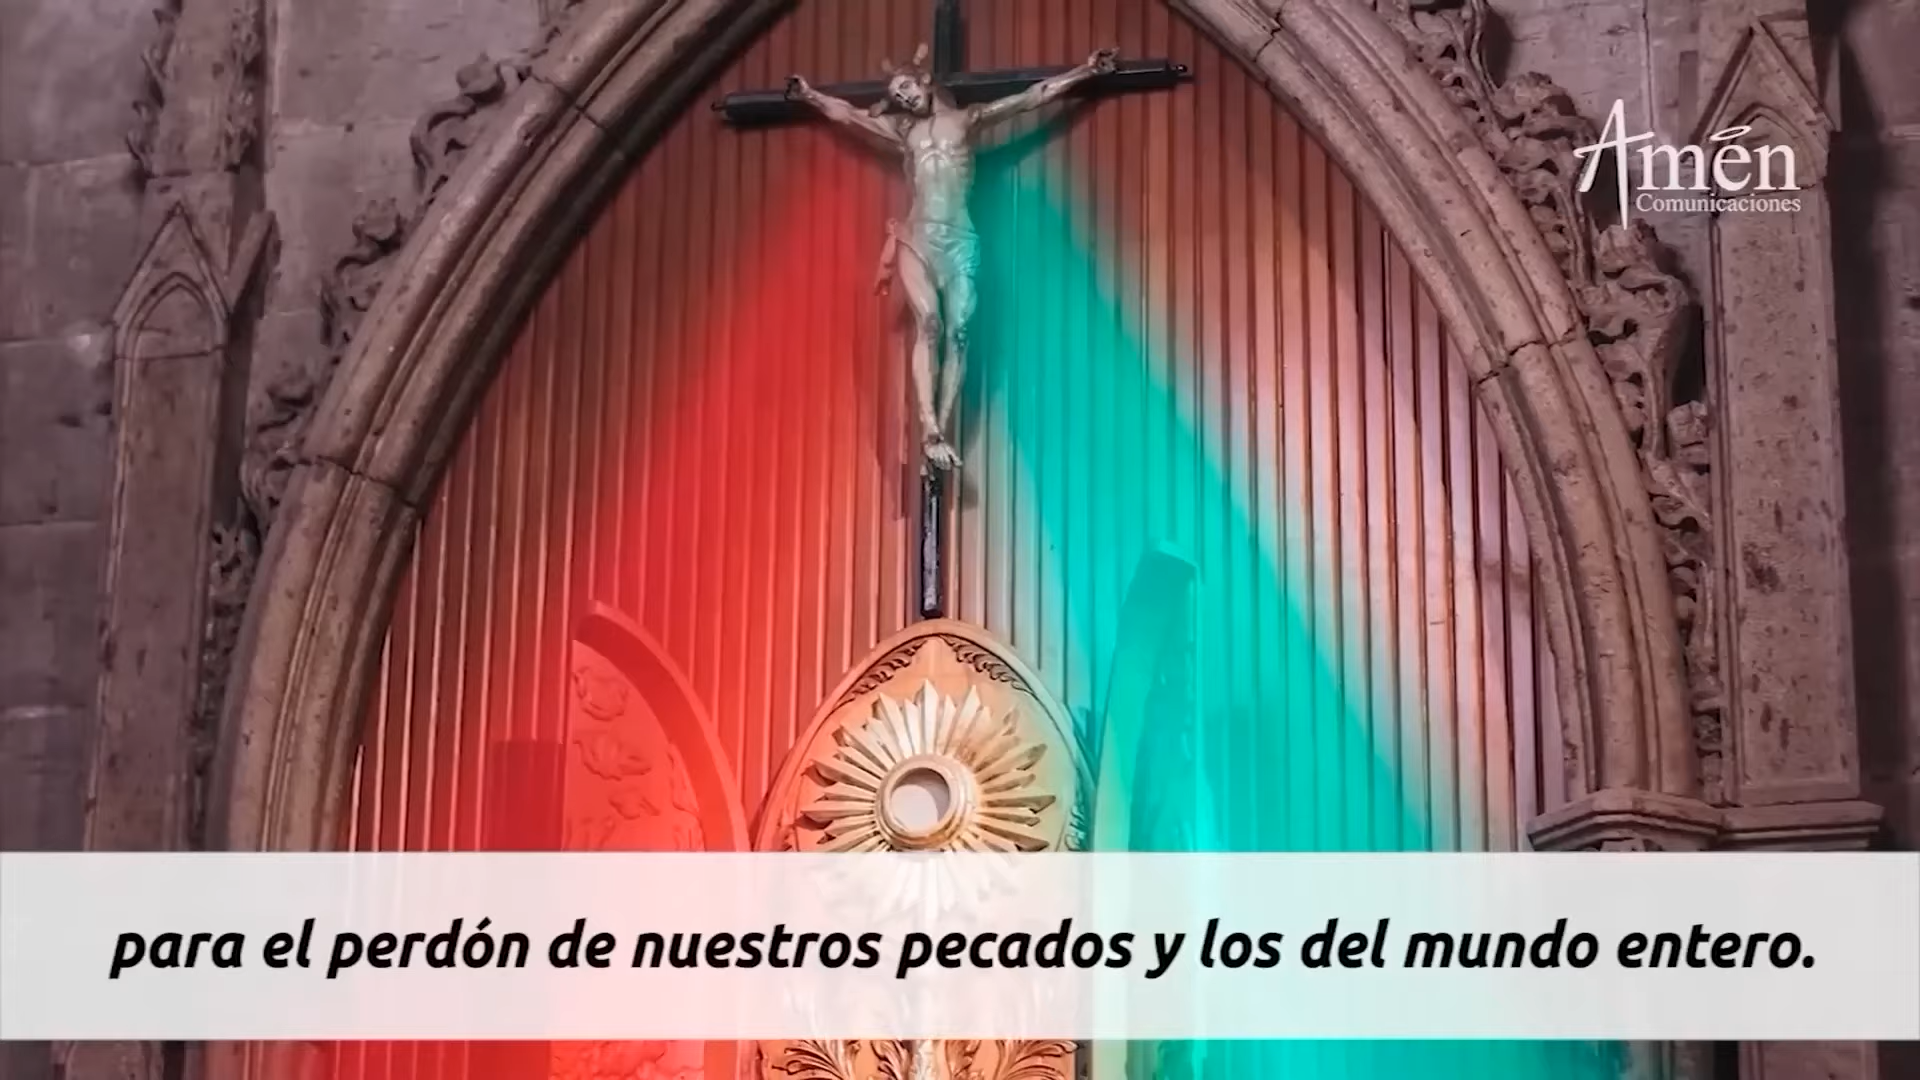 Amén
Comunicaciones
para el perdón de nuestros pecados y los del mundo entero.